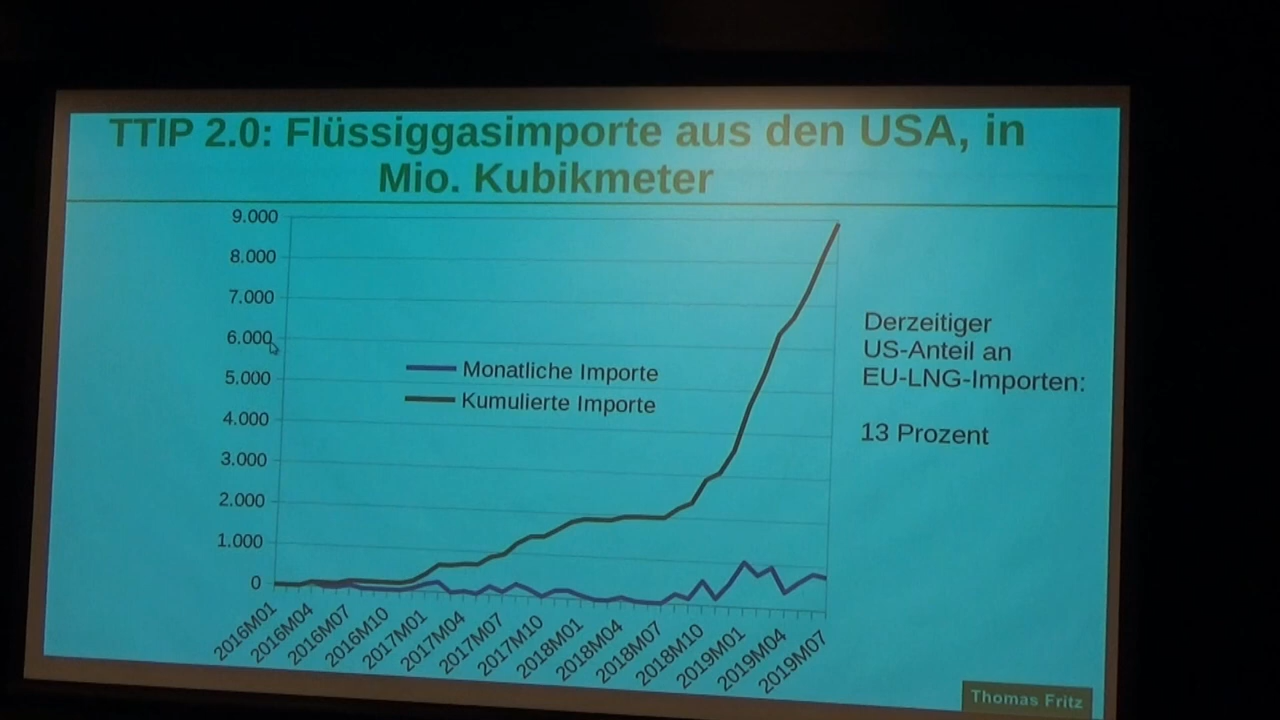 TTIP 2.0: Flüssiggasimporte aus den USA, in
Mio. Kubikmeter
9.000
8.000
7.000
6.000
5.000
4.000
3.000
2.000
1.000
0
Monatliche Importe
Kumulierte Importe
2016M01
2016M04
2016M07
2016M10
2017M01
2017M04
2017M07
2017M10
2018M01
2018M04
2018M07
2018M10
2019M01
2019M04
2019M07
Derzeitiger
US-Anteil an
EU-LNG-Importen:
13 Prozent
Thomas Fritz